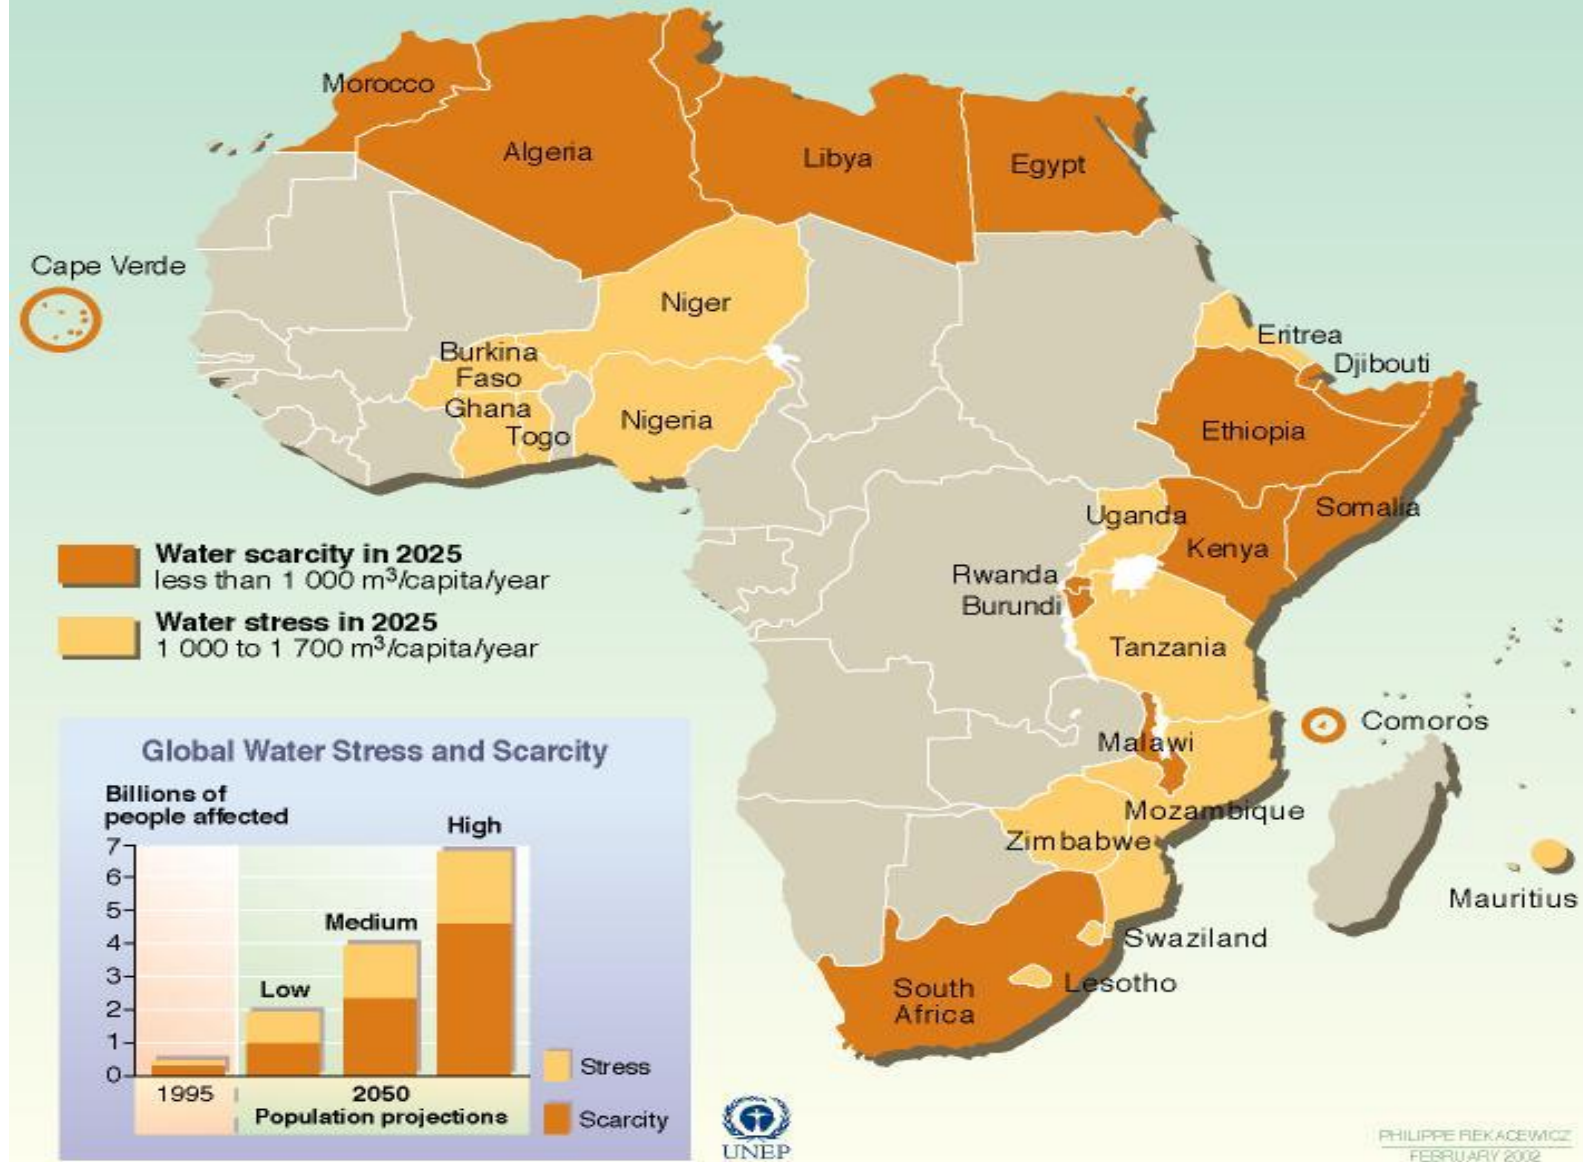 Morocco
Algeria
Libya
Egypt
Cape Verde
Niger
Eritrea
Burkina
Faso
Djibouti
Ghana
Togo
Nigeria
Ethiopia
Uganda
Somalia
Kenya
Water scarcity in 2025
less than 1 000 m³/capita/year
Rwanda
Burundi
Water stress in 2025
1 000 to 1 700 m³/capita/year
Tanzania
Comoros
Malawi
Mozambique
Zimbabwe
Mauritius
Swaziland
Lesotho
South
Africa
Global Water Stress and Scarcity
Billions of
people affected
High
7
6
5
Medium
4
3
Low
2
1
0
Stress
1995
2050
Population projections
Scarcity
UNEP
PHILIPPE REKACEWICZ
FEBRUARY 2002